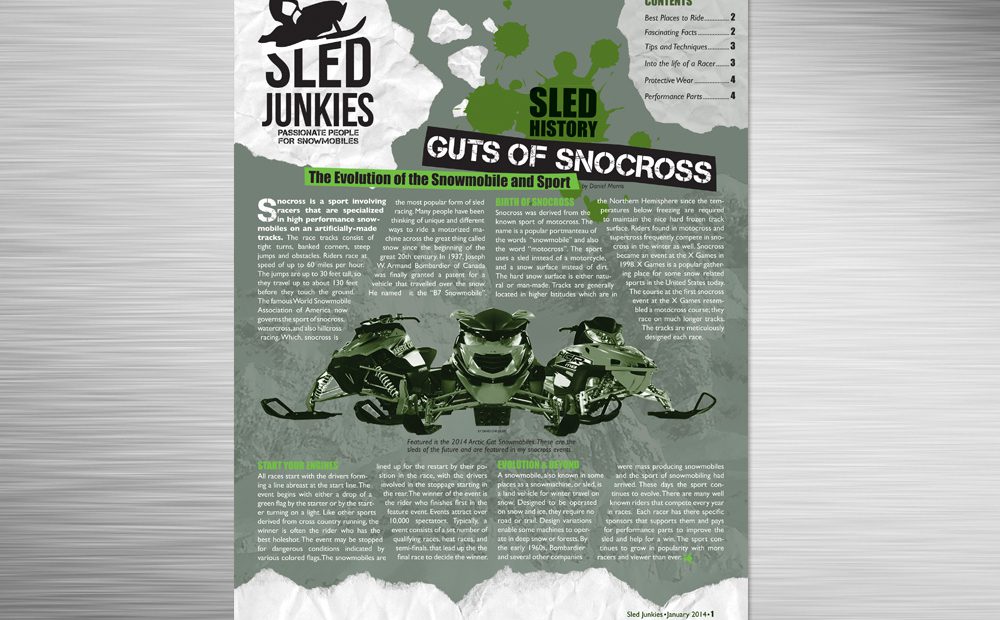 SLED
JUNKIES
PASSIONATE PEOPLE
FOR SNOWMOBILES
CONTENTS
Best Places to Ride.............. 2
Fascinating Facts................. 2
Tips and Techniques........... 3
Into the life of a Racer....... 3
Protective Wear.................. 4
Performance Parts.............. 4
SLED
HISTORY
GUTS OF SNOCROSS
The Evolution of the Snowmobile and Sport
by Daniel Morris
Snocross is a sport involving
racers that are specialized
in high performance snow-
mobiles on an artificially-made
tracks. The race tracks consist of
tight turns, banked corners, steep
jumps and obstacles. Riders race at
speed of up to 60 miles per hour.
The jumps are up to 30 feet tall, so
they travel up to about 130 feet
before they touch the ground.
The famous World Snowmobile
Association of America now
governs the sport of snocross,
watercross, and also hillcross
racing. Which, snocross is
the most popular form of sled
racing. Many people have been
thinking of unique and different
ways to ride a motorized ma-
chine across the great thing called
snow since the beginning of the
great 20th century. In 1937, Joseph
W. Armand Bombardier of Canada
was finally granted a patent for a
vehicle that travelled over the snow.
He named it the "B7 Snowmobile".
BIRTH OF SNOCROSS
Snocross was derived from the
known sport of motocross. The
name is a popular portmanteau of
the words "snowmobile" and also
the word "motocross". The sport
uses a sled instead of a motorcycle,
and a snow surface instead of dirt.
The hard snow surface is either natu-
ral or man-made. Tracks are generally
located in higher latitudes which are in
the Northern Hemisphere since the tem-
peratures below freezing are required
to maintain the nice hard frozen track
surface. Riders found in motocross and
supercross frequently compete in sno-
cross in the winter as well. Snocross
became an event at the X Games in
1998. X Games is a popular gather-
ing place for some snow related
sports in the United States today.
The course at the first snocross
event at the X Games resem-
bled a motocross course; they
race on much longer tracks.
The tracks are meticulously
designed each race.
Featured is the 2014 Arctic Cat Snowmobiles. These are the
sleds of the future and are featured in my snocross events.
START YOUR ENGINES
All races start with the drivers form-
ing a line abreast at the start line. The
event begins with either a drop of a
green flag by the starter or by the start-
er turning on a light. Like other sports
derived from cross country running, the
winner is often the rider who has the
best holeshot. The event may be stopped
for dangerous conditions indicated by
various colored flags. The snowmobiles are
lined up for the restart by their po-
sition in the race, with the drivers
involved in the stoppage starting in
the rear. The winner of the event is
the rider who finishes first in the
feature event. Events attract over
10,000 spectators. Typically, a
event consists of a set number of
qualifying races, heat races, and
semi-finals, that lead up the the
final race to decide the winner.
EVOLUTION & BEYOND
A snowmobile, also known in some
places as a snowmachine, or sled, is
a land vehicle for winter travel on
snow. Designed to be operated
on snow and ice, they require no
road or trail. Design variations
enable some machines to oper-
ate in deep snow or forests. By
the early 1960s, Bombardier
and several other companies
were mass producing snowmobiles
and the sport of snowmobiling had
arrived. These days the sport con-
tinues to evolve. There are many well
known riders that compete every year
in races. Each racer has there specific
sponsors that supports them and pays
for performance parts to improve the
sled and help for a win. The sport con-
tinues to grow in popularity with more
racers and viewer than ever.
Sled Junkies•January 2014•1